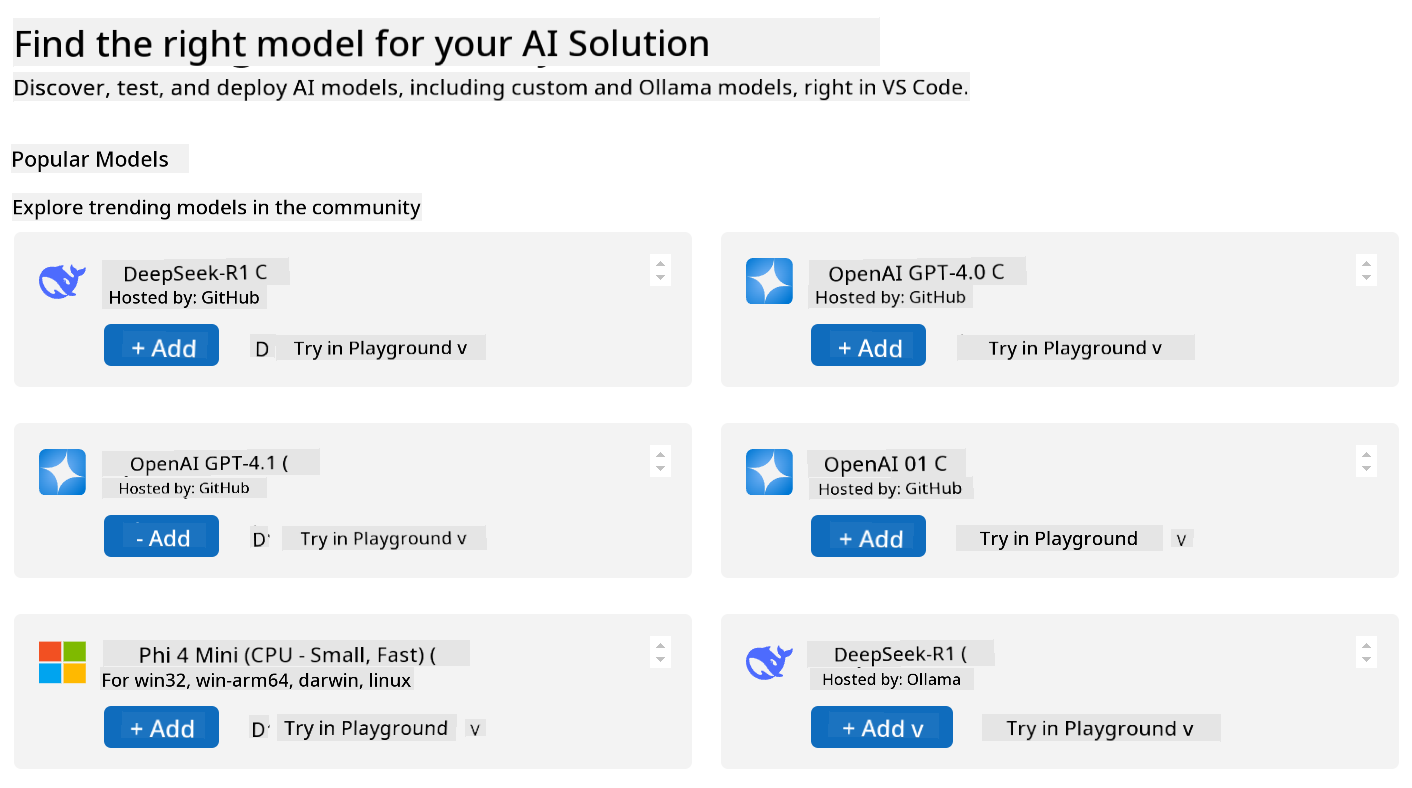 Find the right model for your AI Solution
Discover, test, and deploy AI models, including custom and Ollama models, right in VS Code.
Popular Models
Explore trending models in the community
DeepSeek-R1 C
Hosted by: GitHub
+ Add
D
Try in Playground v
OpenAI GPT-4.0 C
Hosted by: GitHub
+ Add
Try in Playground v
OpenAI GPT-4.1 (
Hosted by: GitHub
- Add
D
Try in Playground v
OpenAI 01 C
Hosted by: GitHub
+ Add
Try in Playground
v
Phi 4 Mini (CPU - Small, Fast) (
For win32, win-arm64, darwin, linux
+ Add
D
Try in Playground
v
DeepSeek-R1 (
Hosted by: Ollama
+ Add v
Try in Playground v